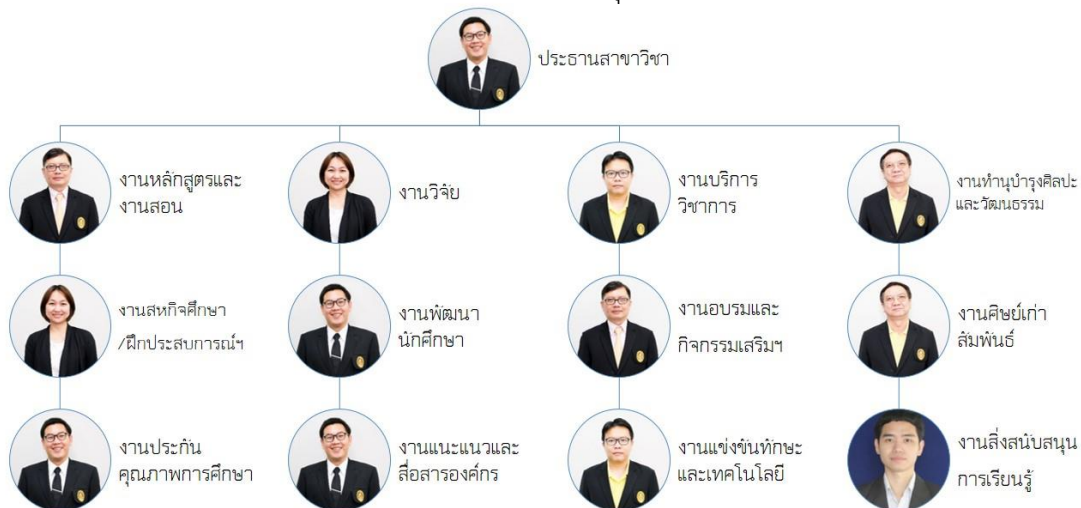 ประธานสาขาวิชา
งานหลักสูตรและ
งานสอน
งานวิจัย
งานบริการ
วิชาการ
งานทำนุบำรุงศิลปะ
และวัฒนธรรม
งานสหกิจศึกษา
/ฝึกประสบการณ์ฯ
งานพัฒนา
นักศึกษา
งานอบรมและ
กิจกรรมเสริมฯ
งานศิษย์เก่า
สัมพันธ์
งานประกัน
คุณภาพการศึกษา
งานแนะแนวและ
สื่อสารองค์กร
งานแข่งขันทักษะ
และเทคโนโลยี
งานสิ่งสนับสนุน
การเรียนรู้